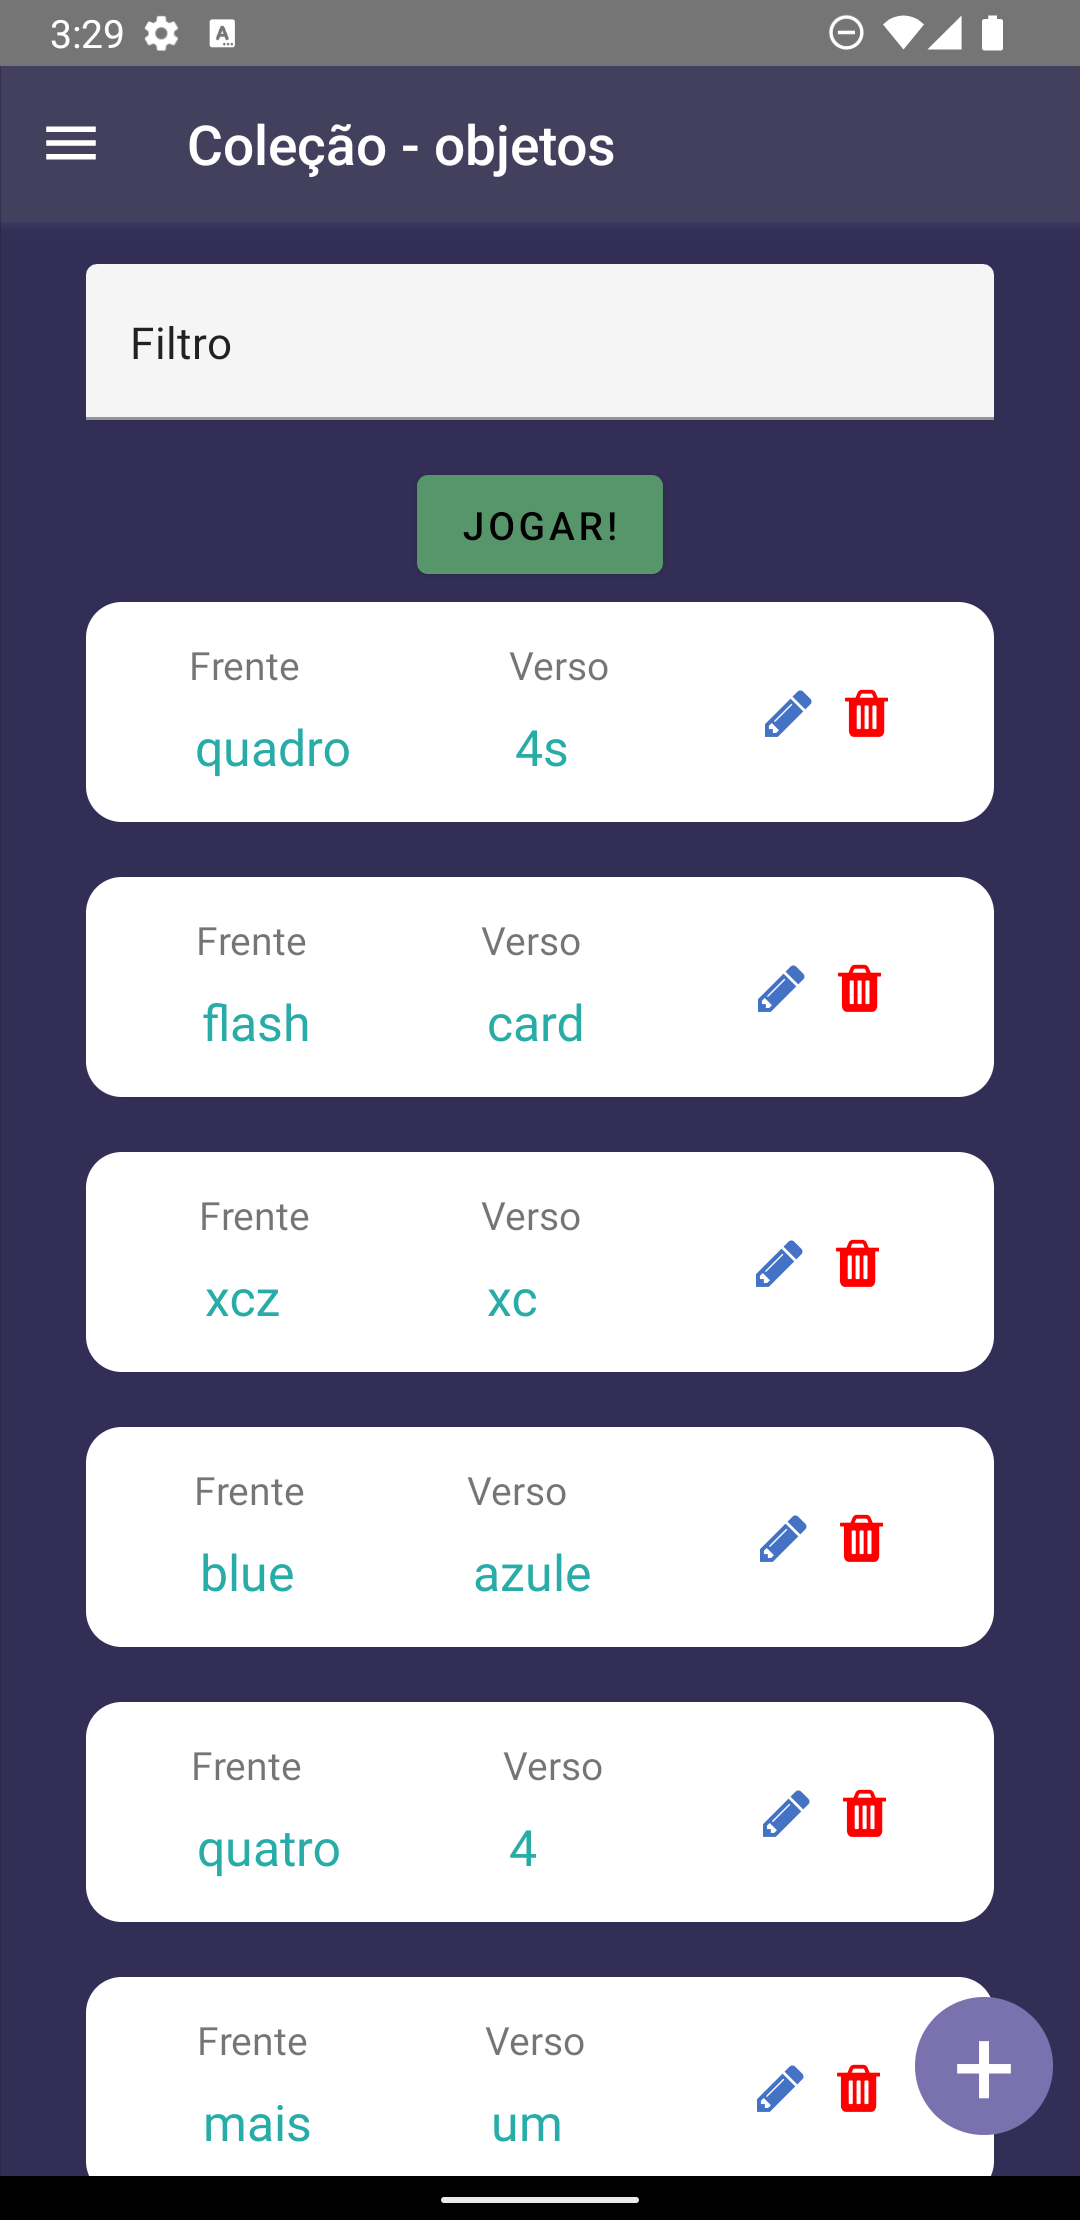 3:29
Coleção - objetos
Filtro
JOGAR!
Frente Verso
quadro 4s
Frente Verso
flash card
Frente Verso
xcz xc
Frente Verso
blue azule
Frente Verso
quatro 4
Frente Verso
mais um